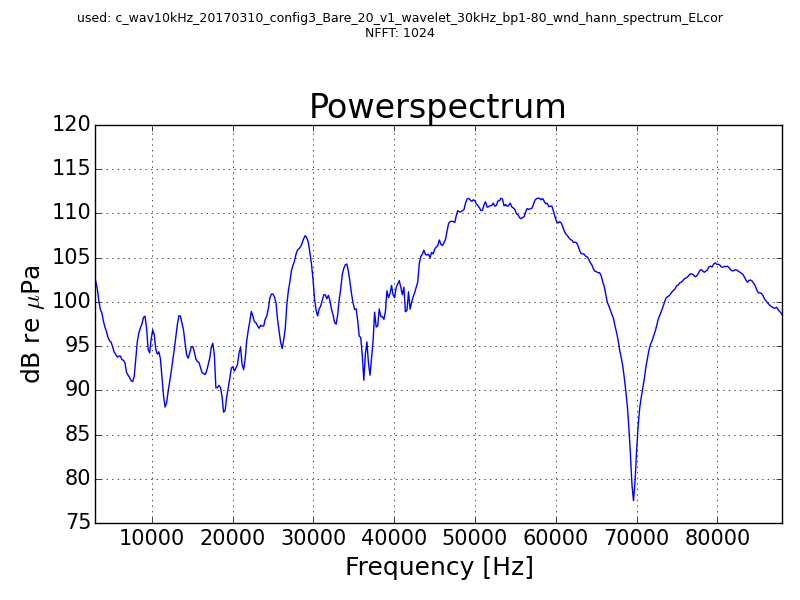 used: c_wav10kHz_20170310_config3_Bare_20_v1_wavelet_30kHz_bp1-80_wnd_hann_spectrum_ELcor
NFFT: 1024
Powerspectrum
120
115
110
105
100
95
90
85
80
75
dB re μPa
10000 20000 30000 40000 50000 60000 70000 80000
Frequency [Hz]